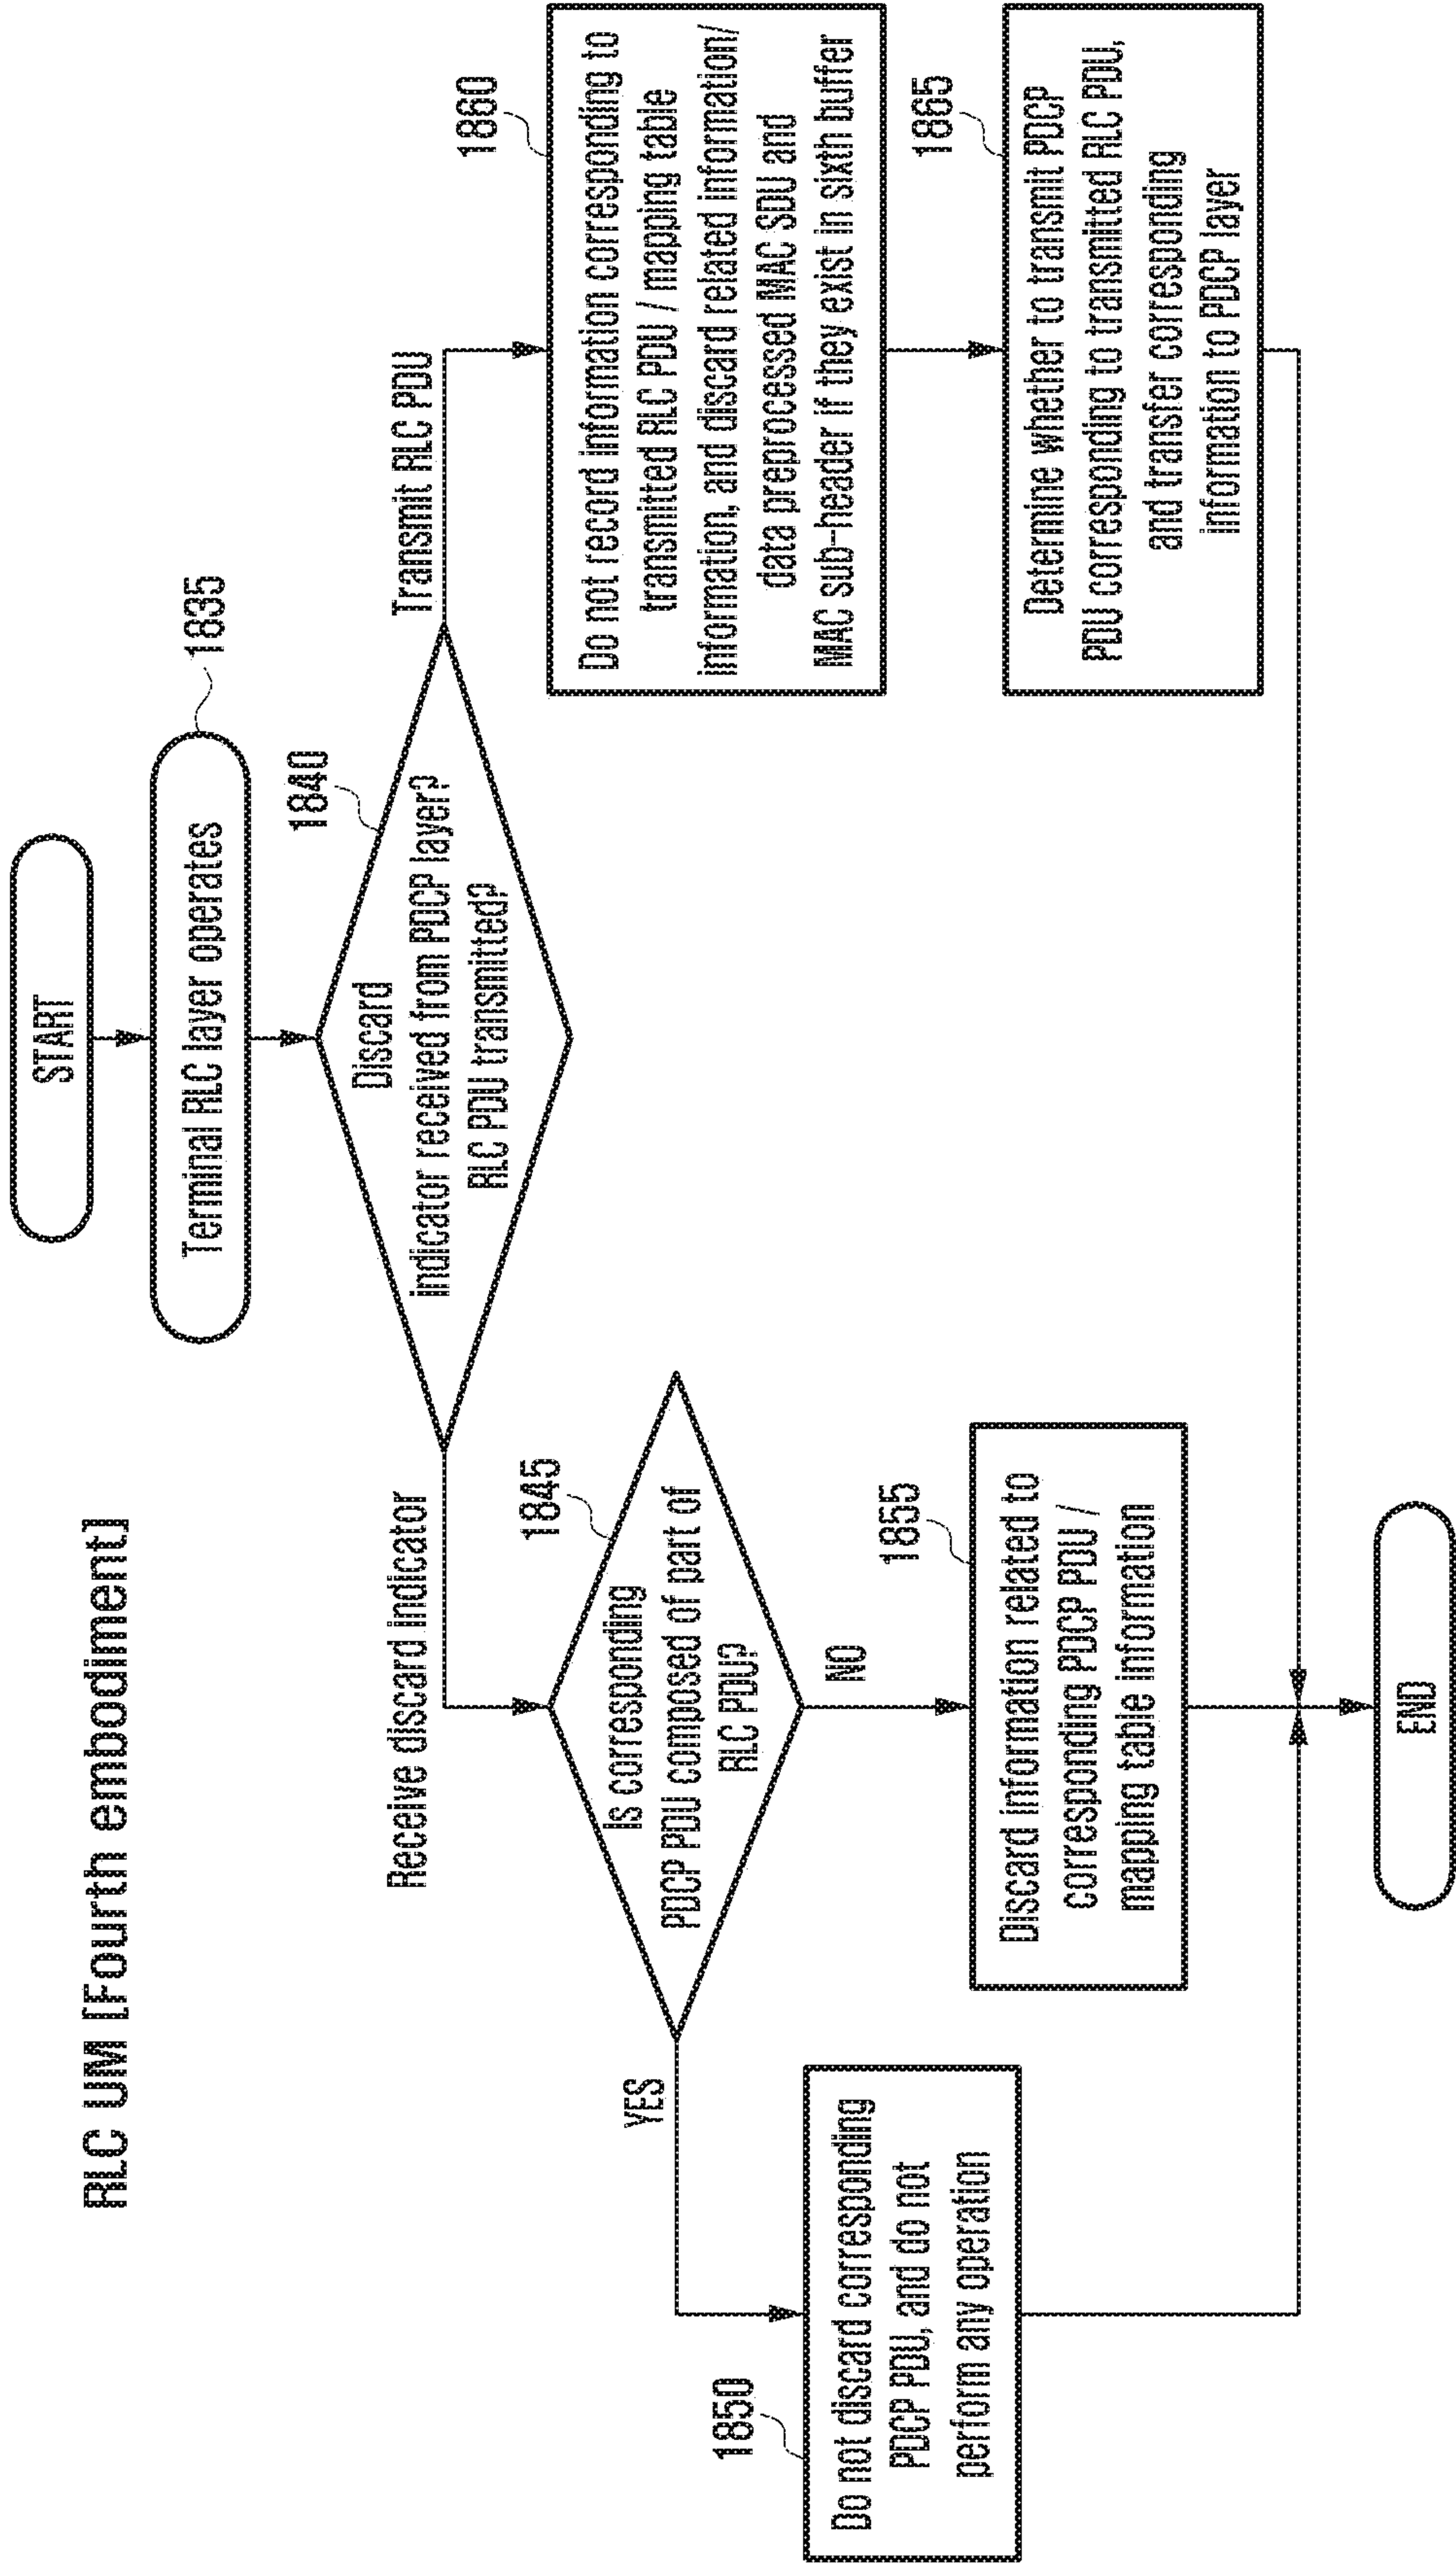 RLC UM [Fourth embodiment]
START
Terminal RLC layer operates
1835
Discard
indicator received from PDCP layer?
RLC PDU transmitted?
1840
Receive discard indicator
Transmit RLC PDU
Is corresponding
PDCP PDU composed of part of
RLC PDU?
1845
YES
NO
Do not discard corresponding
PDCP PDU, and do not
perform any operation
1850
Discard information related to
corresponding PDCP PDU /
mapping table information
1855
Do not record information corresponding to
transmitted RLC PDU / mapping table
information, and discard related information/
data preprocessed MAC SDU and
MAC sub-header if they exist in sixth buffer
1860
Determine whether to transmit PDCP
PDU corresponding to transmitted RLC PDU,
and transfer corresponding
information to PDCP layer
1865
END